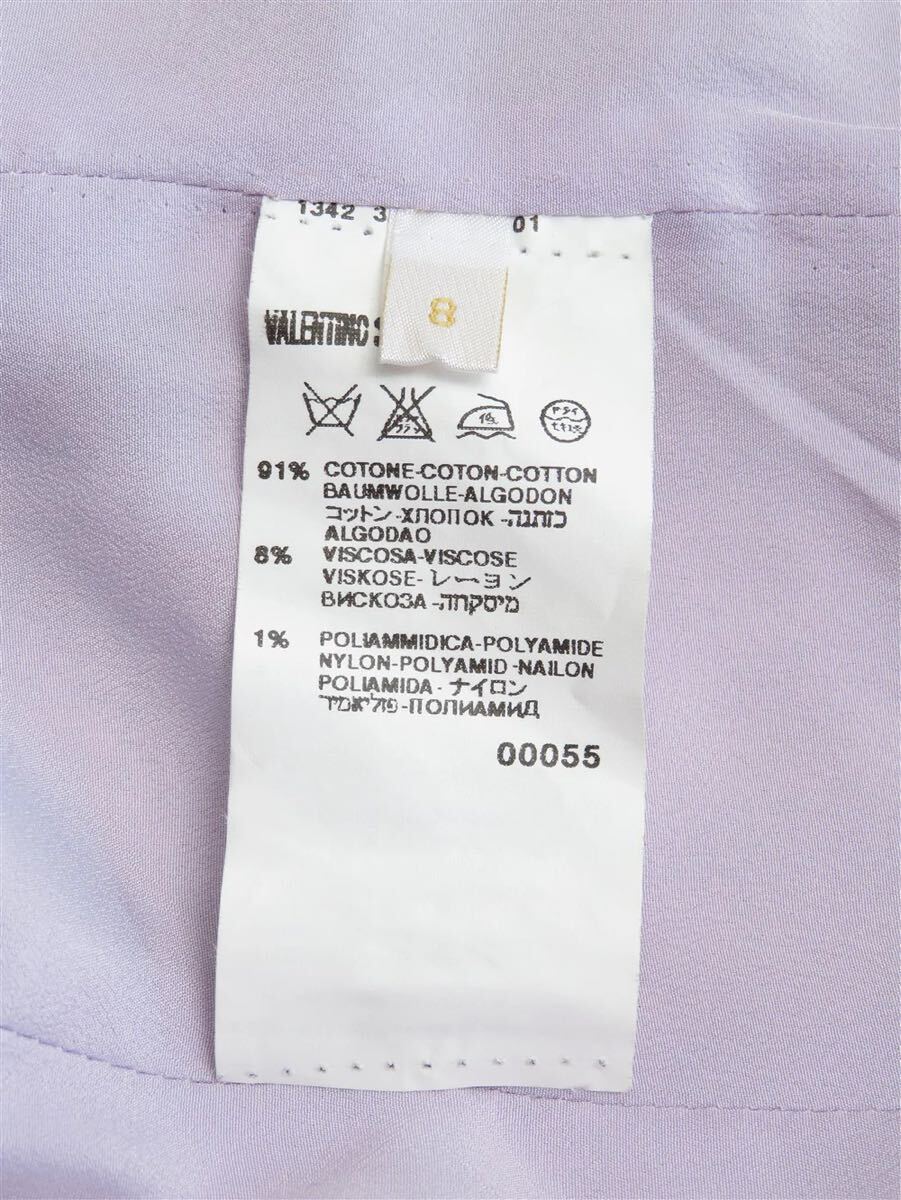 1342 3 01
8
VALENTINO S
91% COTONE-COTON-COTTON
BAUMWOLLE-ALGODON
コットン-ХЛОПОК-כותנה
ALGODAO
8% VISCOSA-VISCOSE
VISKOSE-レーヨン
ВИСКОЗА-מיסקחה
1% POLIAMMIDICA-POLYAMIDE
NYLON-POLYAMID-NAILON
POLIAMIDA-ナイロン
פוליאמיד-ПОЛИАМИД
00055